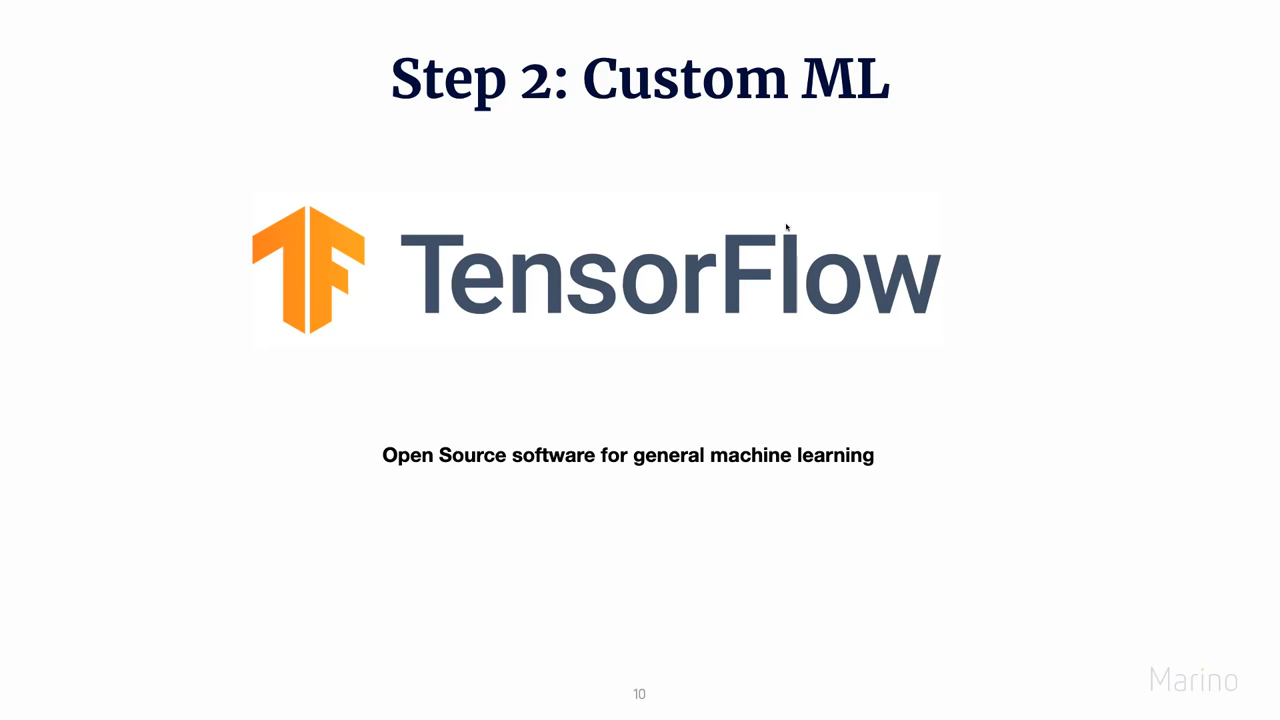 Step 2: Custom ML
TensorFlow
Open Source software for general machine learning
10
Marino